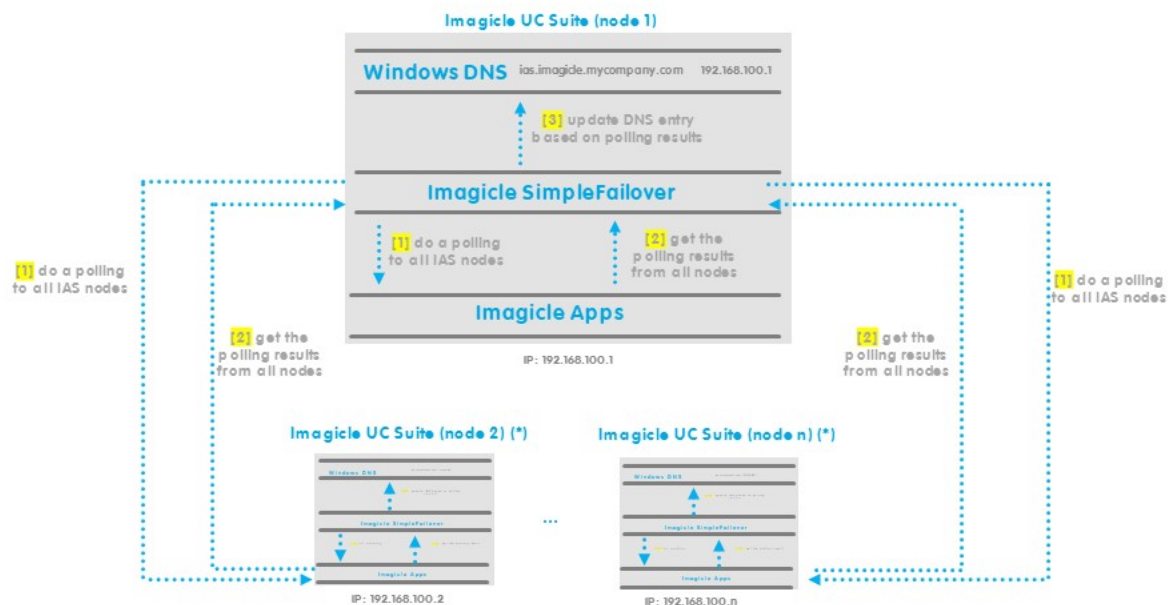 Imagicle UC Suite (node 1)
Windows DNS ias.imagicle.mycompany.com 192.168.100.1
[3] update DNS entry
based on polling results
Imagicle SimpleFailover
[1] do a polling
to all IAS nodes
[2] get the
polling results
from all nodes
Imagicle Apps
IP: 192.168.100.1
[1] do a polling
to all IAS nodes
[2] get the
polling results
from all nodes
[2] get the
polling results
from all nodes
[1] do a polling
to all IAS nodes
Imagicle UC Suite (node 2) (*)
Windows DNS
Imagicle SimpleFailover
Imagicle Apps
IP: 192.168.100.2
...
Imagicle UC Suite (node n) (*)
Windows DNS
Imagicle SimpleFailover
Imagicle Apps
IP: 192.168.100.n